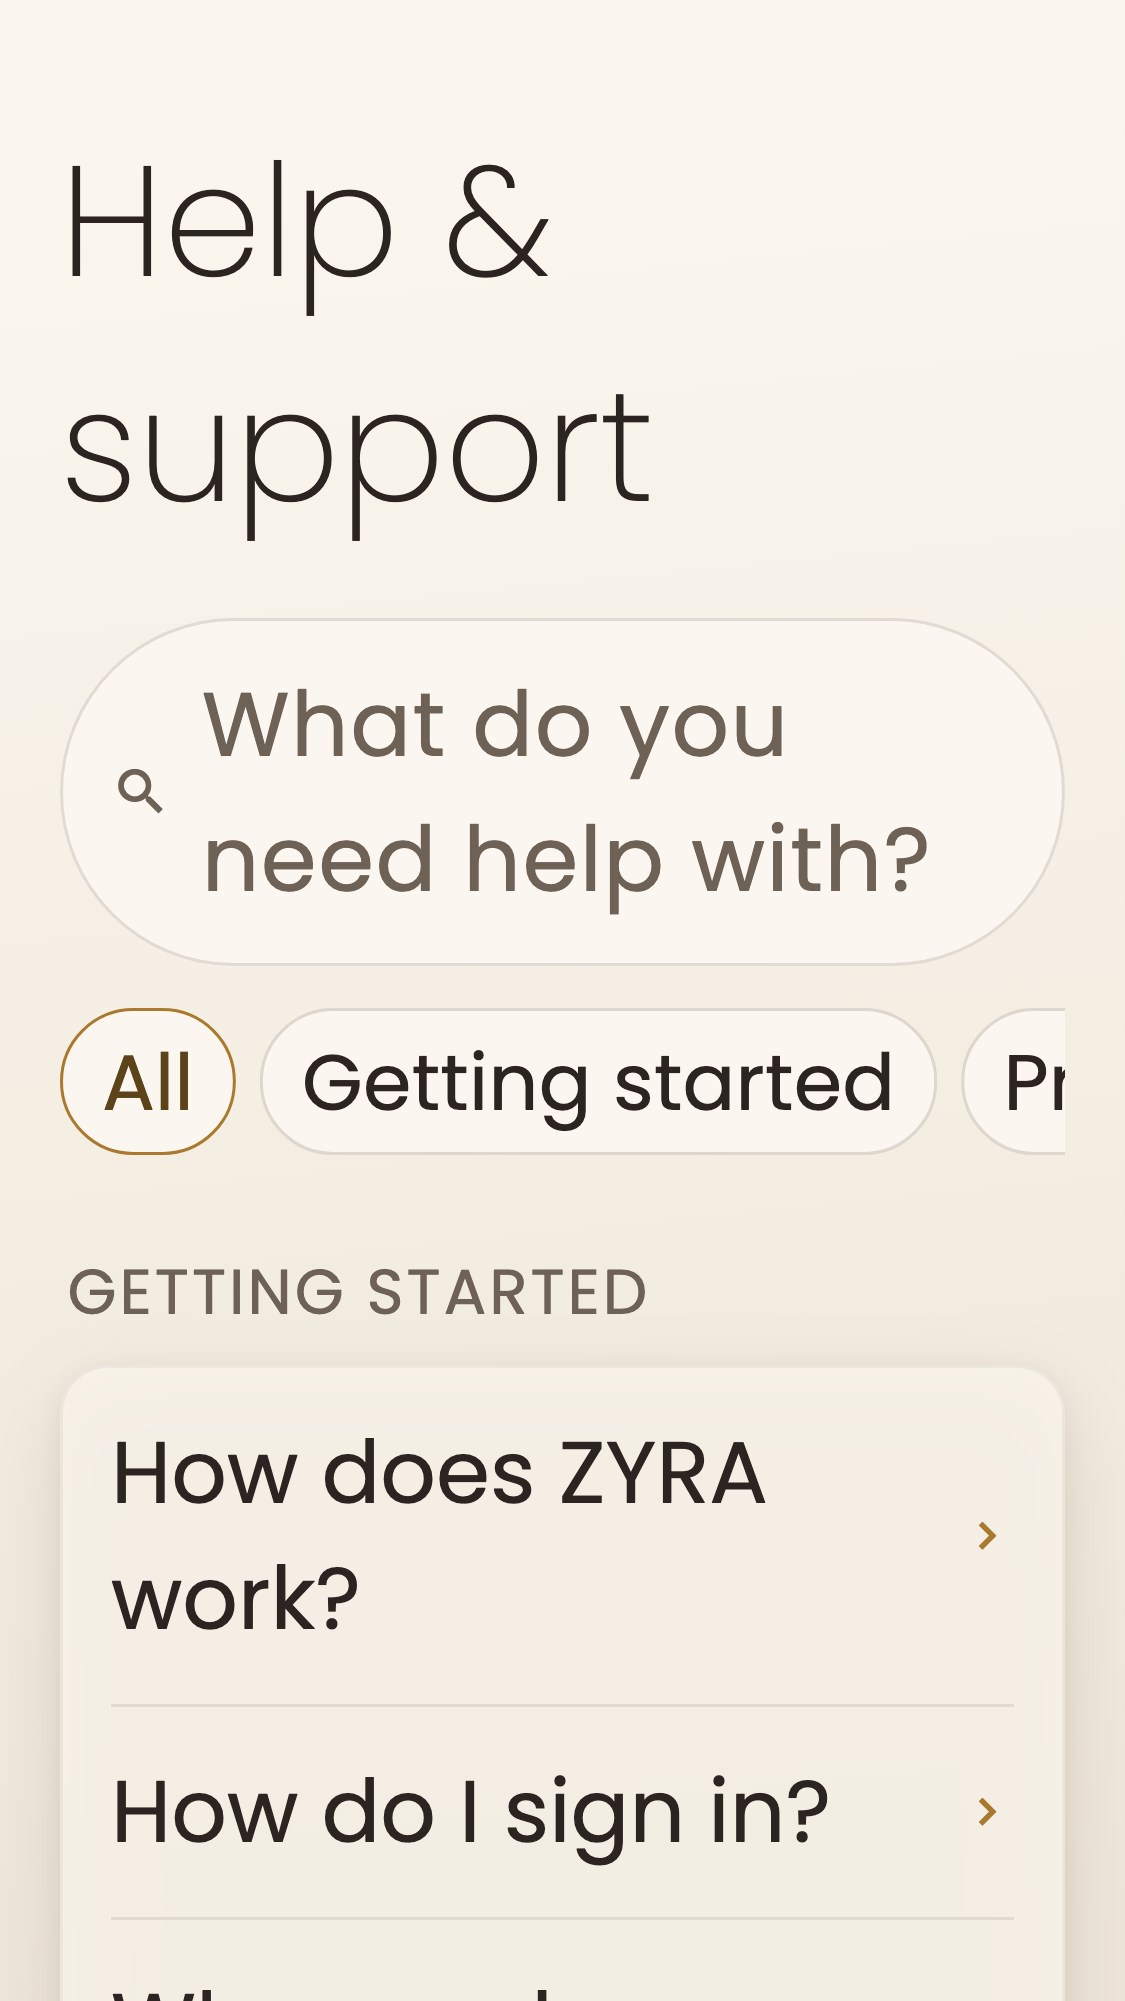 Help &
support
What do you
need help with?
All
Getting started
GETTING STARTED
How does ZYRA
work?
How do I sign in?